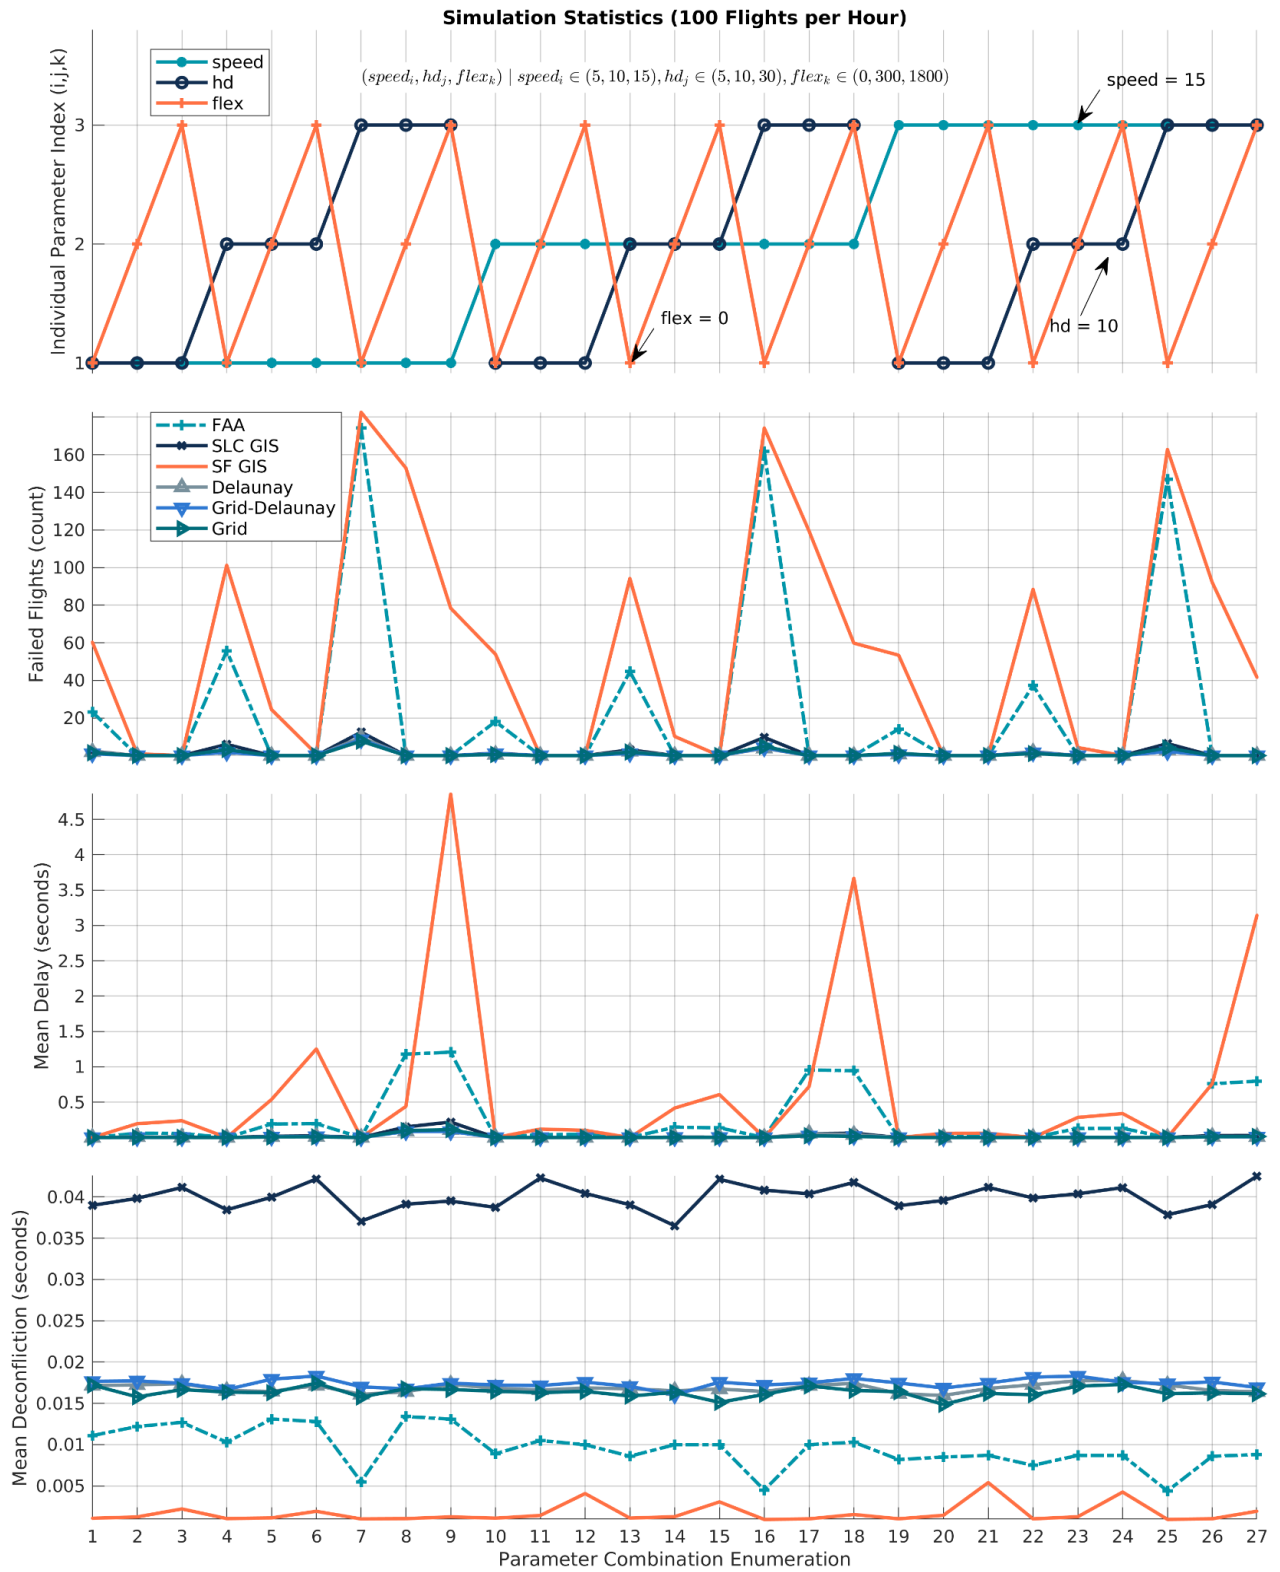 Simulation Statistics (100 Flights per Hour)
Individual Parameter Index (i,j,k)
speed
hd
flex
(speed_i, hd_j, flex_k) | speed_i ∈ (5, 10, 15), hd_j ∈ (5, 10, 30), flex_k ∈ (0, 300, 1800)
speed = 15
flex = 0
hd = 10
3
2
1
Failed Flights (count)
FAA
SLC GIS
SF GIS
Delaunay
Grid-Delaunay
Grid
160
140
120
100
80
60
40
20
Mean Delay (seconds)
4.5
4
3.5
3
2.5
2
1.5
1
0.5
Mean Deconfliction (seconds)
0.04
0.035
0.03
0.025
0.02
0.015
0.01
0.005
1 2 3 4 5 6 7 8 9 10 11 12 13 14 15 16 17 18 19 20 21 22 23 24 25 26 27
Parameter Combination Enumeration